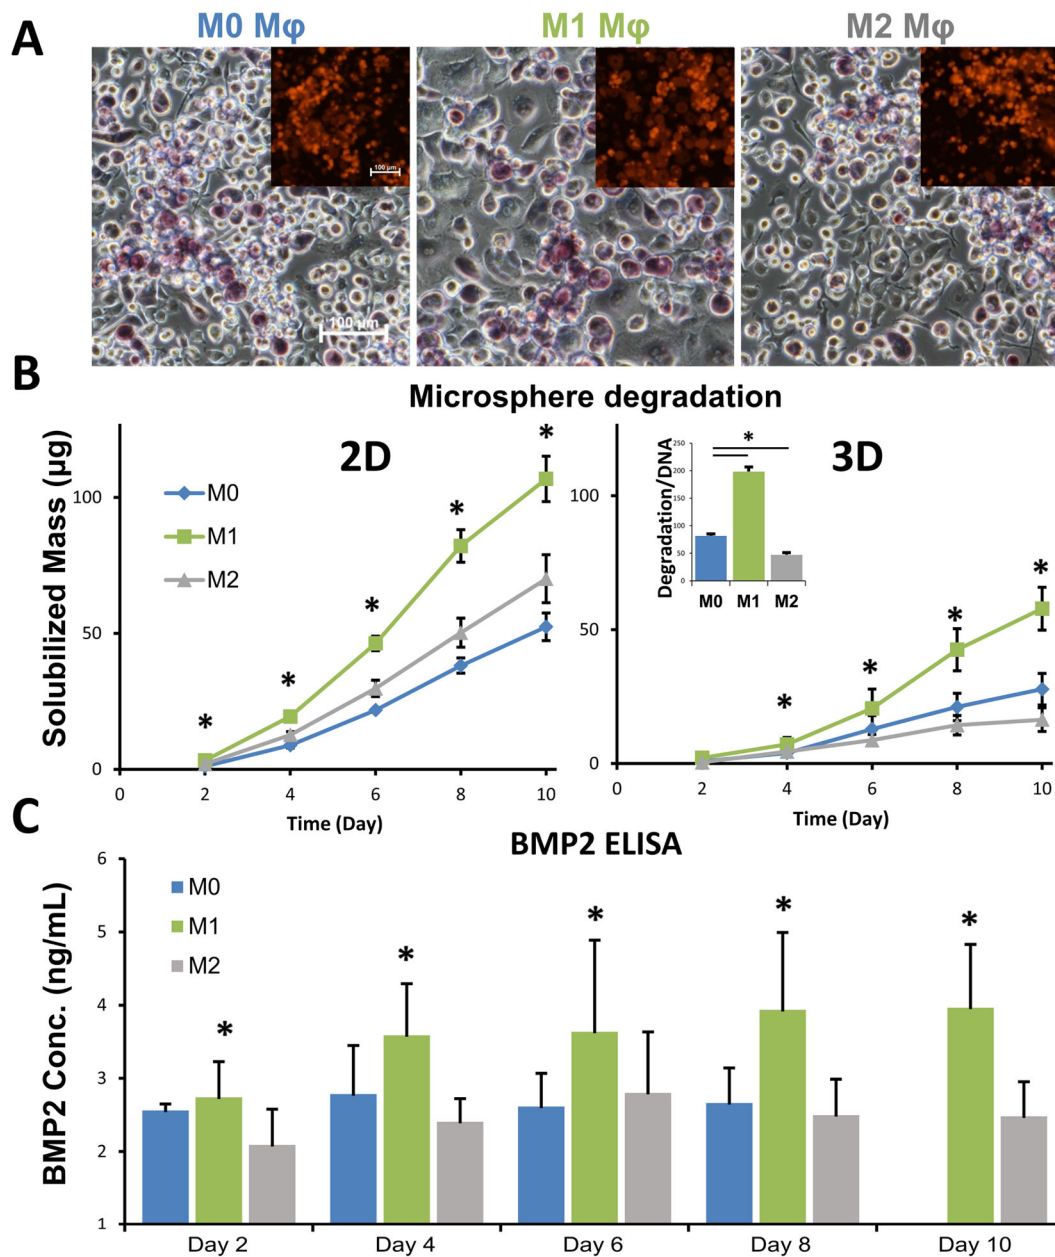 A
M0 Mφ
M1 Mφ
M2 Mφ
100 µm
100 µm
B
Microsphere degradation
Solubilized Mass (µg)
2D
M0
M1
M2
100
50
0
0 2 4 6 8 10
Time (Day)
3D
*
*
*
*
*
Degradation/DNA
*
250
200
150
100
50
0
M0 M1 M2
100
50
0
*
*
*
*
0 2 4 6 8 10
Time (Day)
C
BMP2 ELISA
BMP2 Conc. (ng/mL)
M0
M1
M2
6
5
4
3
2
1
*
*
*
*
*
Day 2 Day 4 Day 6 Day 8 Day 10